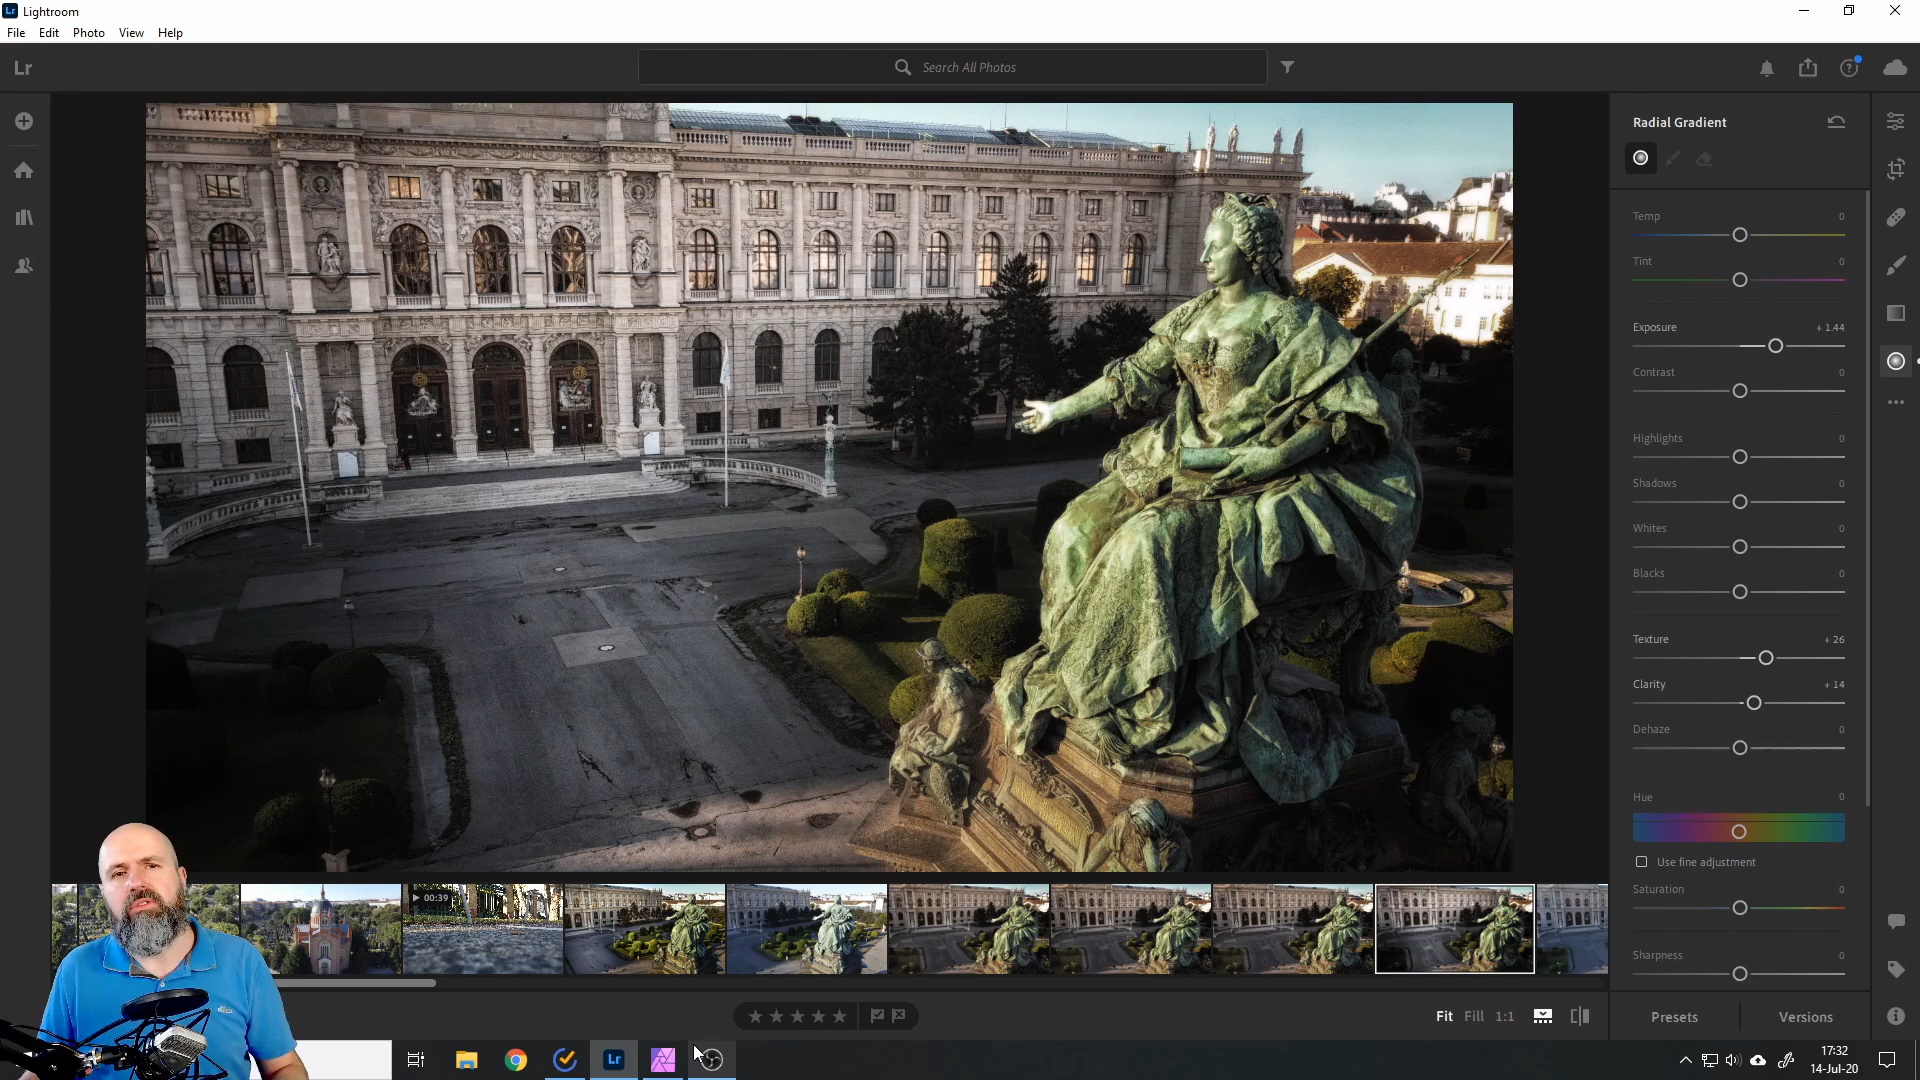 Lr Lightroom
File Edit Photo View Help
Lr
Search All Photos
?
Radial Gradient
Temp 0
Tint 0
Exposure + 1.44
Contrast 0
Highlights 0
Shadows 0
Whites 0
Blacks 0
Texture + 26
Clarity + 14
Dehaze 0
Hue 0
Use fine adjustment
Saturation 0
Sharpness 0
00:39
Fit Fill 1:1
Presets Versions
Lr
17:32
14-Jul-20